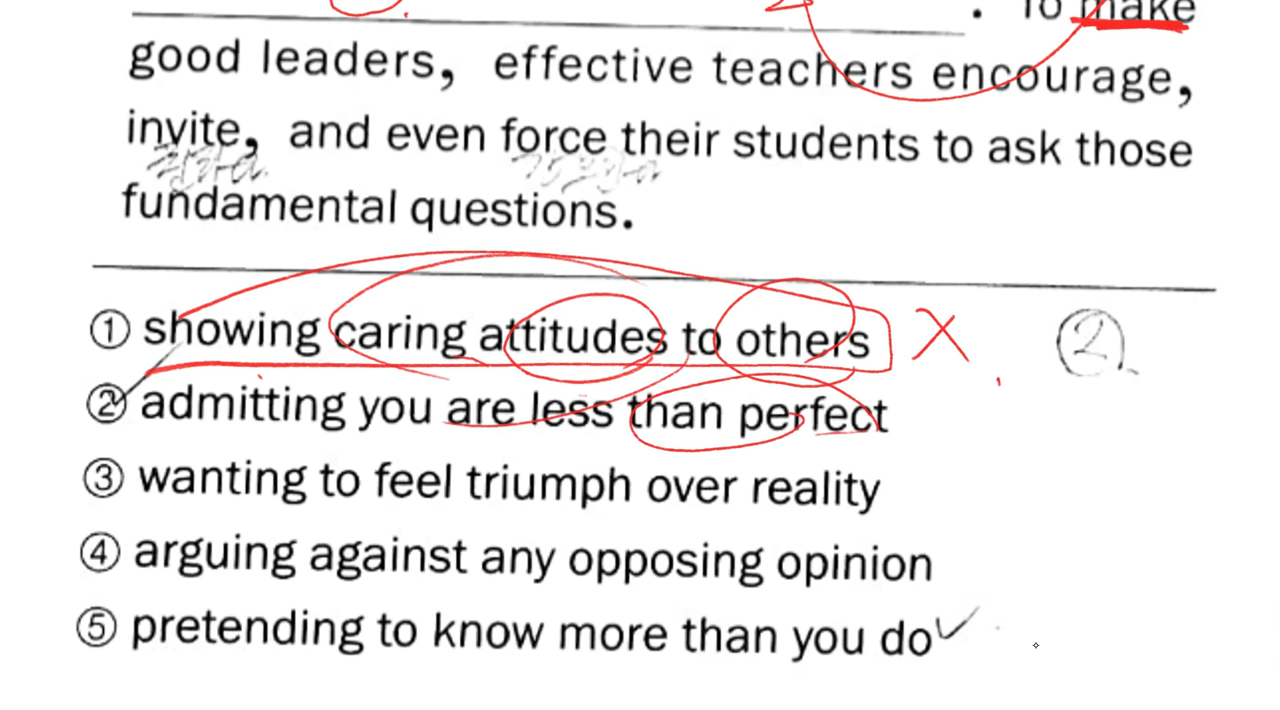 . To make
good leaders, effective teachers encourage,
invite, and even force their students to ask those
fundamental questions.
① showing caring attitudes to others X ②
② admitting you are less than perfect
③ wanting to feel triumph over reality
④ arguing against any opposing opinion
⑤ pretending to know more than you do